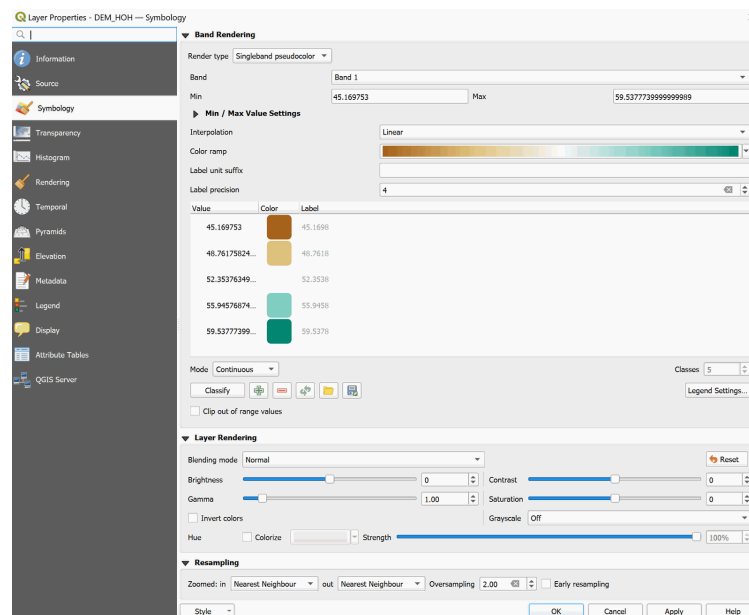 Layer Properties - DEM_HOH — Symbology
Information
Source
Symbology
Transparency
Histogram
Rendering
Temporal
Pyramids
Elevation
Metadata
Legend
Display
Attribute Tables
QGIS Server
Band Rendering
Render type Singleband pseudocolor
Band Band 1
Min 45.169753 Max 59.5377739999999989
Min / Max Value Settings
Interpolation Linear
Color ramp
Label unit suffix
Label precision 4
Value Color Label
45.169753 45.1698
48.76175824... 48.7618
52.35376349... 52.3538
55.94576874... 55.9458
59.53777399... 59.5378
Mode Continuous Classes 5
Classify Legend Settings...
Clip out of range values
Layer Rendering
Blending mode Normal Reset
Brightness 0 Contrast 0
Gamma 1.00 Saturation 0
Invert colors Grayscale Off
Hue Colorize Strength 100%
Resampling
Zoomed: in Nearest Neighbour out Nearest Neighbour Oversampling 2.00 Early resampling
Style OK Cancel Apply Help